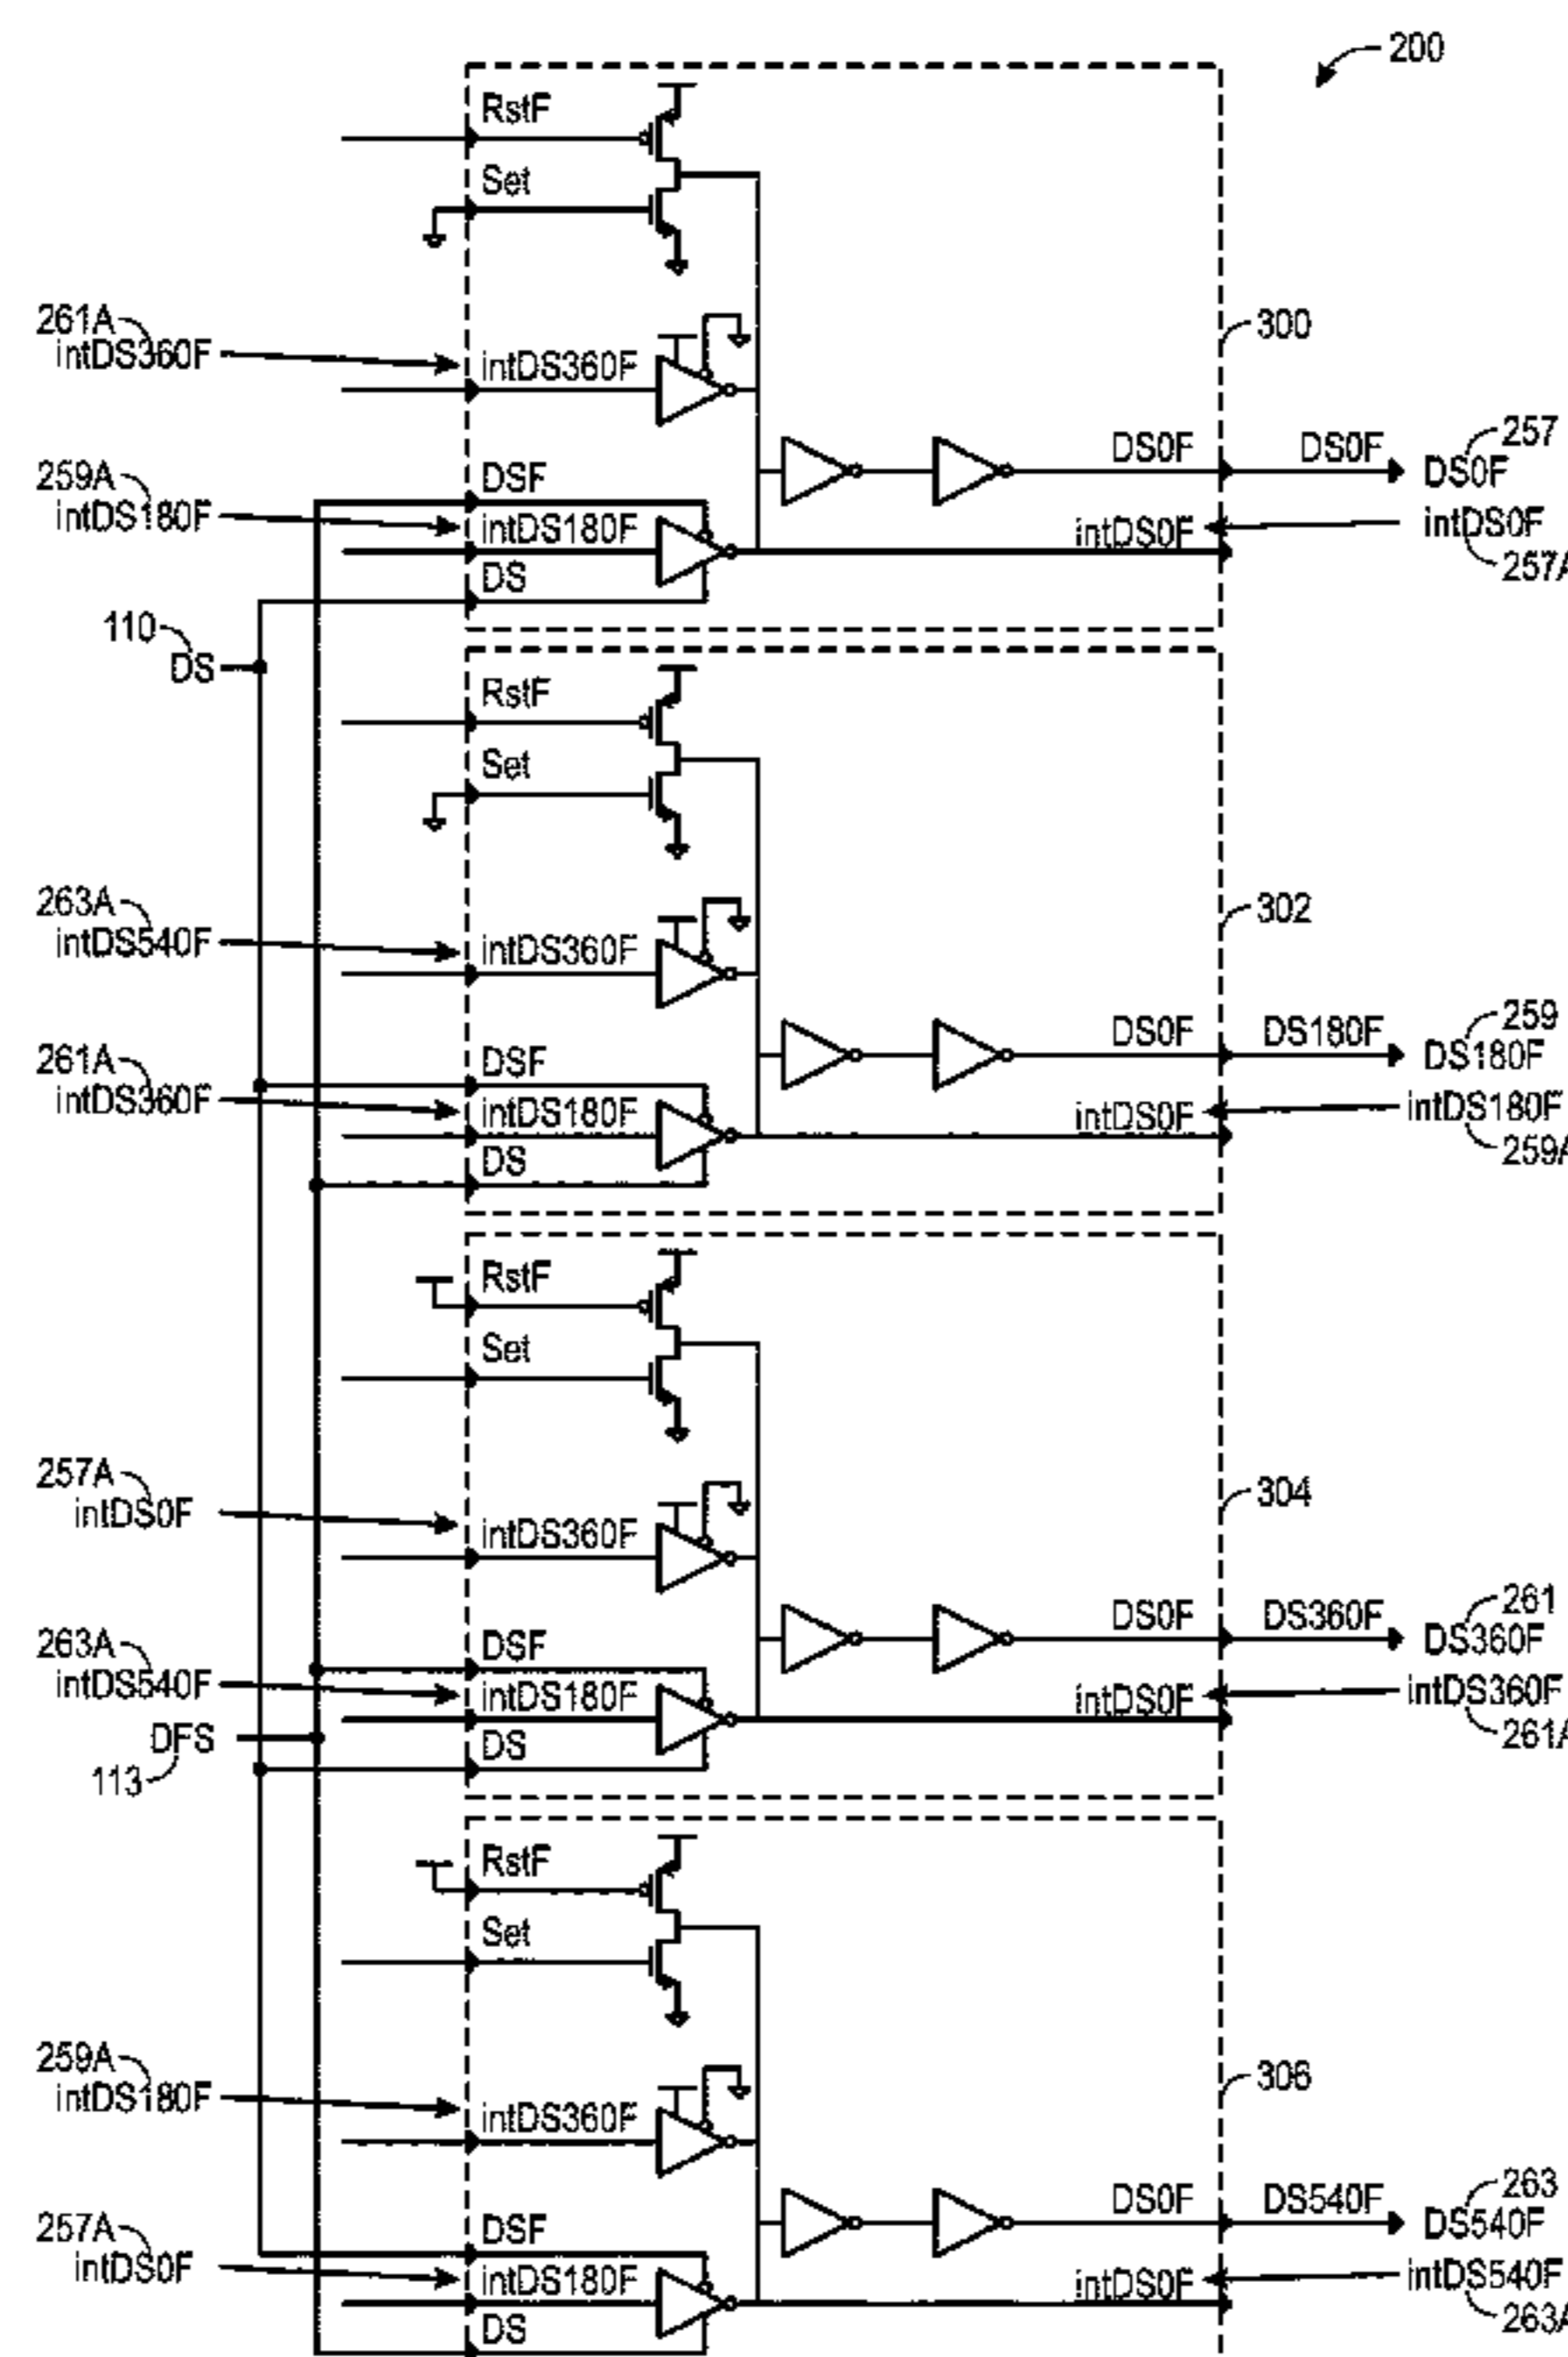 200
RstF
Set
261A
intDS360F
intDS360F
300
259A
intDS180F
DSF
intDS180F
DS
DS0F
DS0F
257
DS0F
intDS0F
intDS0F
257A
110
DS
RstF
Set
263A
intDS540F
intDS360F
302
261A
intDS360F
DSF
intDS180F
DS
DS0F
DS180F
259
DS180F
intDS0F
intDS180F
259A
RstF
Set
257A
intDS0F
intDS360F
304
263A
intDS540F
DSF
intDS180F
DS
DS0F
DS360F
261
DS360F
intDS0F
intDS360F
261A
DFS
113
RstF
Set
259A
intDS180F
intDS360F
306
257A
intDS0F
DSF
intDS180F
DS
DS0F
DS540F
263
DS540F
intDS0F
intDS540F
263A